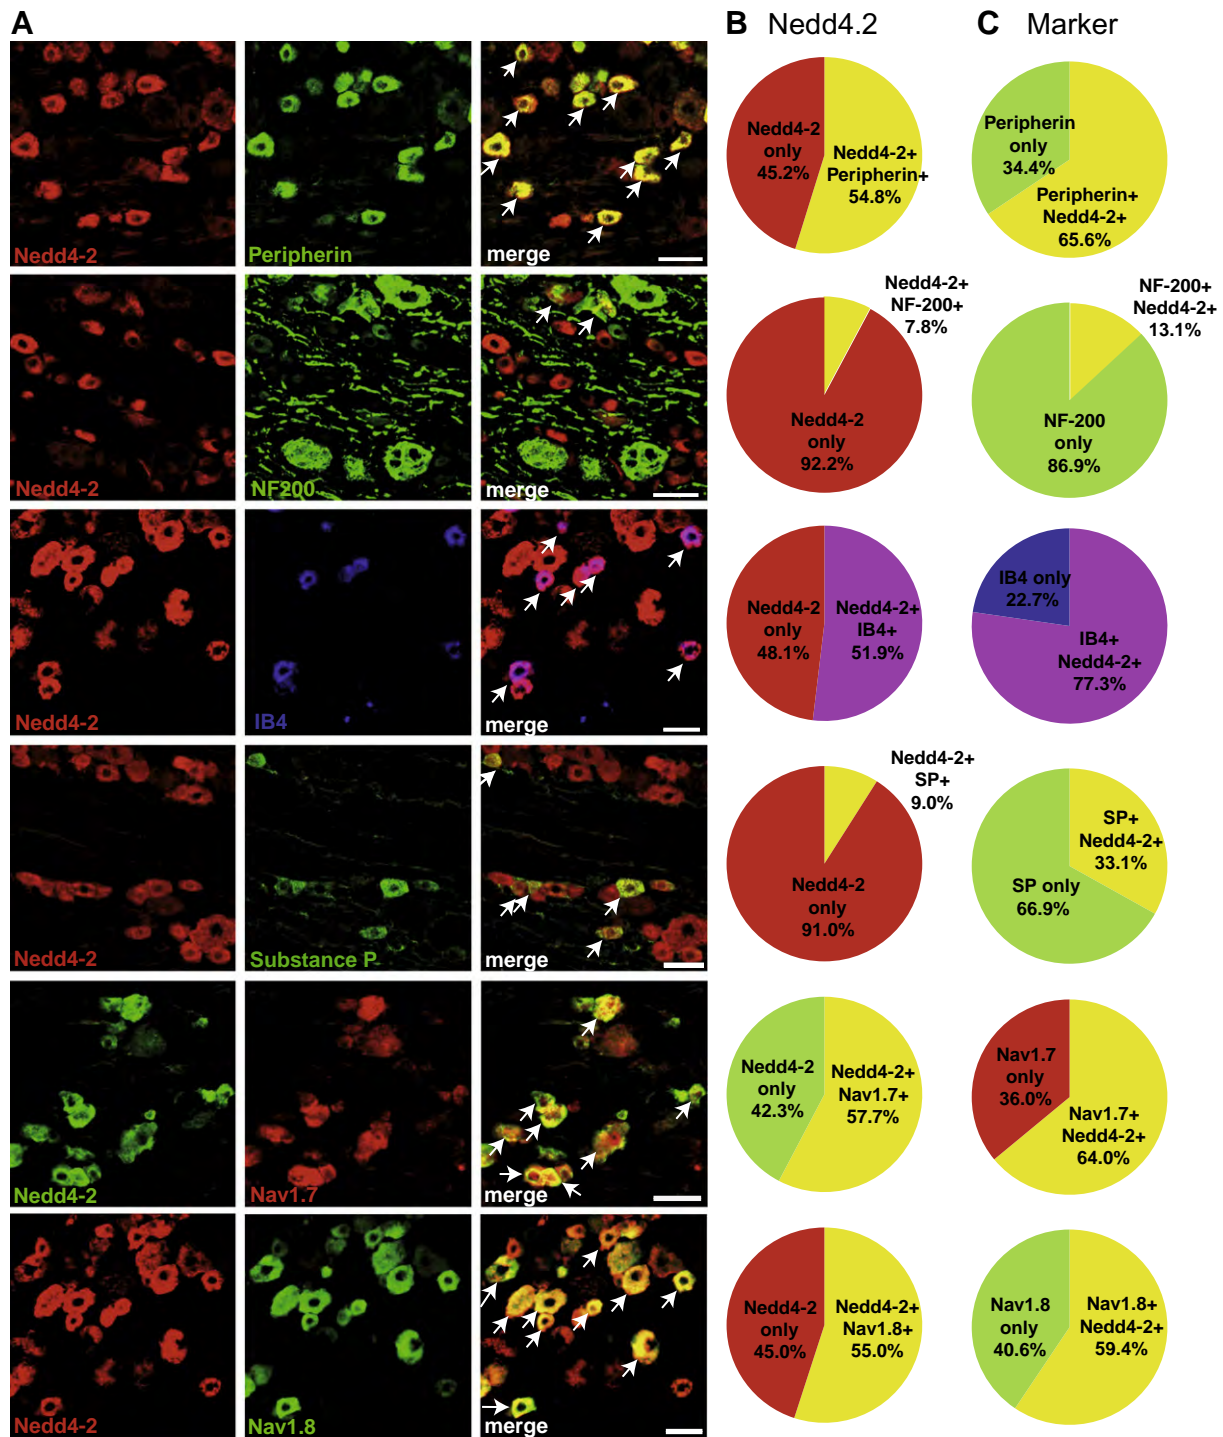 A
B Nedd4.2
C Marker
Nedd4-2
Peripherin
merge
Nedd4-2
only
45.2%
Nedd4-2+
Peripherin+
54.8%
Peripherin
only
34.4%
Peripherin+
Nedd4-2+
65.6%
Nedd4-2
NF200
merge
Nedd4-2+
NF-200+
7.8%
Nedd4-2
only
92.2%
NF-200+
Nedd4-2+
13.1%
NF-200
only
86.9%
Nedd4-2
IB4
merge
Nedd4-2
only
48.1%
Nedd4-2+
IB4+
51.9%
IB4 only
22.7%
IB4+
Nedd4-2+
77.3%
Nedd4-2
Substance P
merge
Nedd4-2+
SP+
9.0%
Nedd4-2
only
91.0%
SP+
Nedd4-2+
33.1%
SP only
66.9%
Nedd4-2
Nav1.7
merge
Nedd4-2
only
42.3%
Nedd4-2+
Nav1.7+
57.7%
Nav1.7
only
36.0%
Nav1.7+
Nedd4-2+
64.0%
Nedd4-2
Nav1.8
merge
Nedd4-2
only
45.0%
Nedd4-2+
Nav1.8+
55.0%
Nav1.8
only
40.6%
Nav1.8+
Nedd4-2+
59.4%